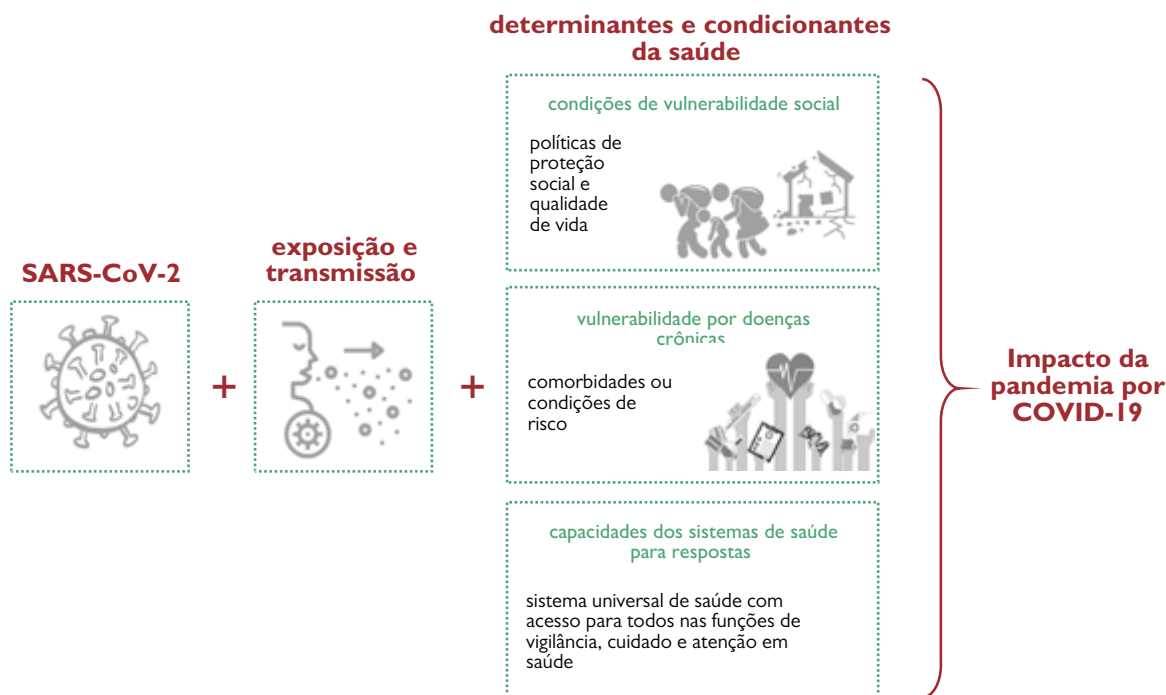 determinantes e condicionantes
da saúde
condições de vulnerabilidade social
políticas de
proteção
social e
qualidade
de vida
SARS-CoV-2
exposição e
transmissão
+
+
vulnerabilidade por doenças
crônicas
comorbidades ou
condições de
risco
Impacto da
pandemia por
COVID-19
capacidades dos sistemas de saúde
para respostas
sistema universal de saúde com
acesso para todos nas funções de
vigilância, cuidado e atenção em
saúde